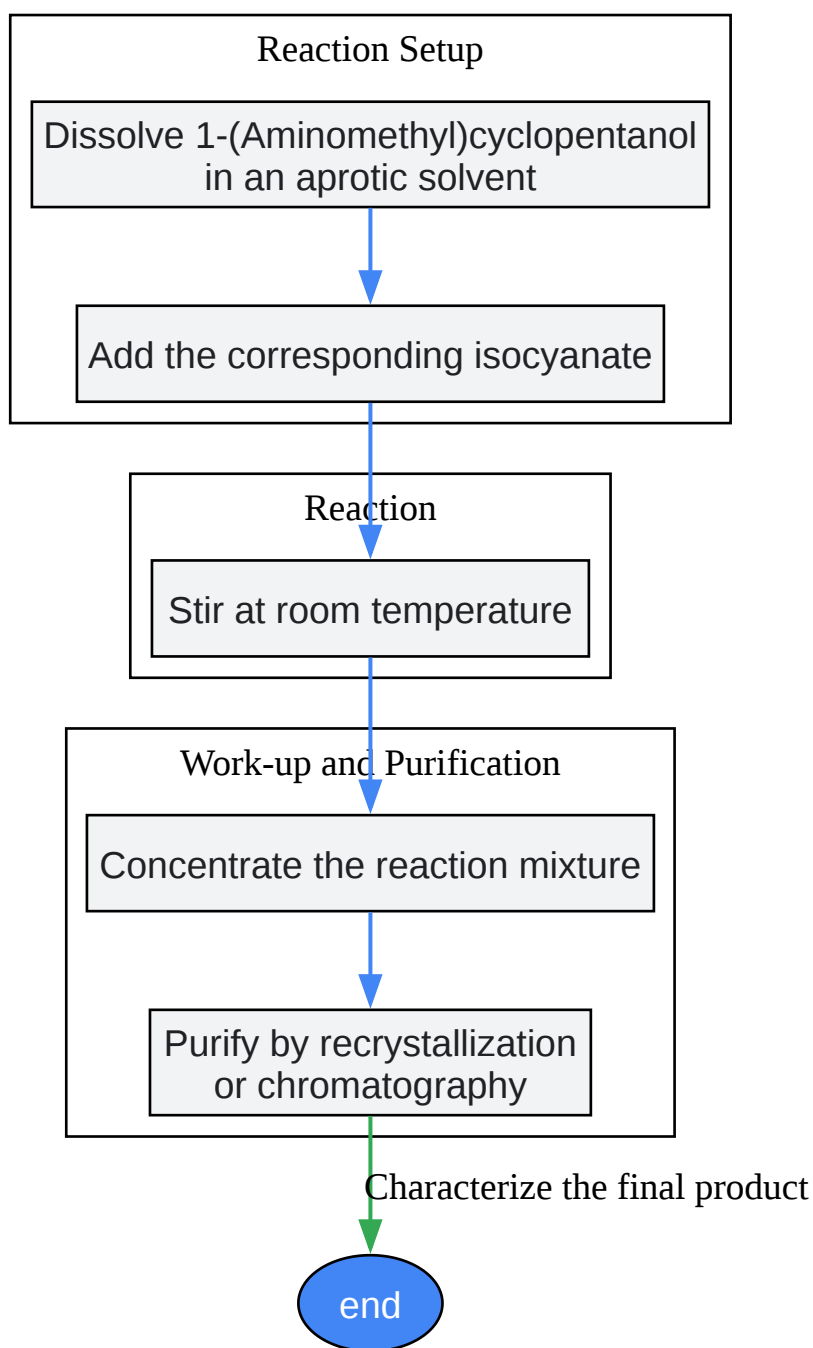 Reaction Setup
Dissolve 1-(Aminomethyl)cyclopentanol
in an aprotic solvent
Add the corresponding isocyanate
Reaction
Stir at room temperature
Work-up and Purification
Concentrate the reaction mixture
Purify by recrystallization
or chromatography
Characterize the final product
end